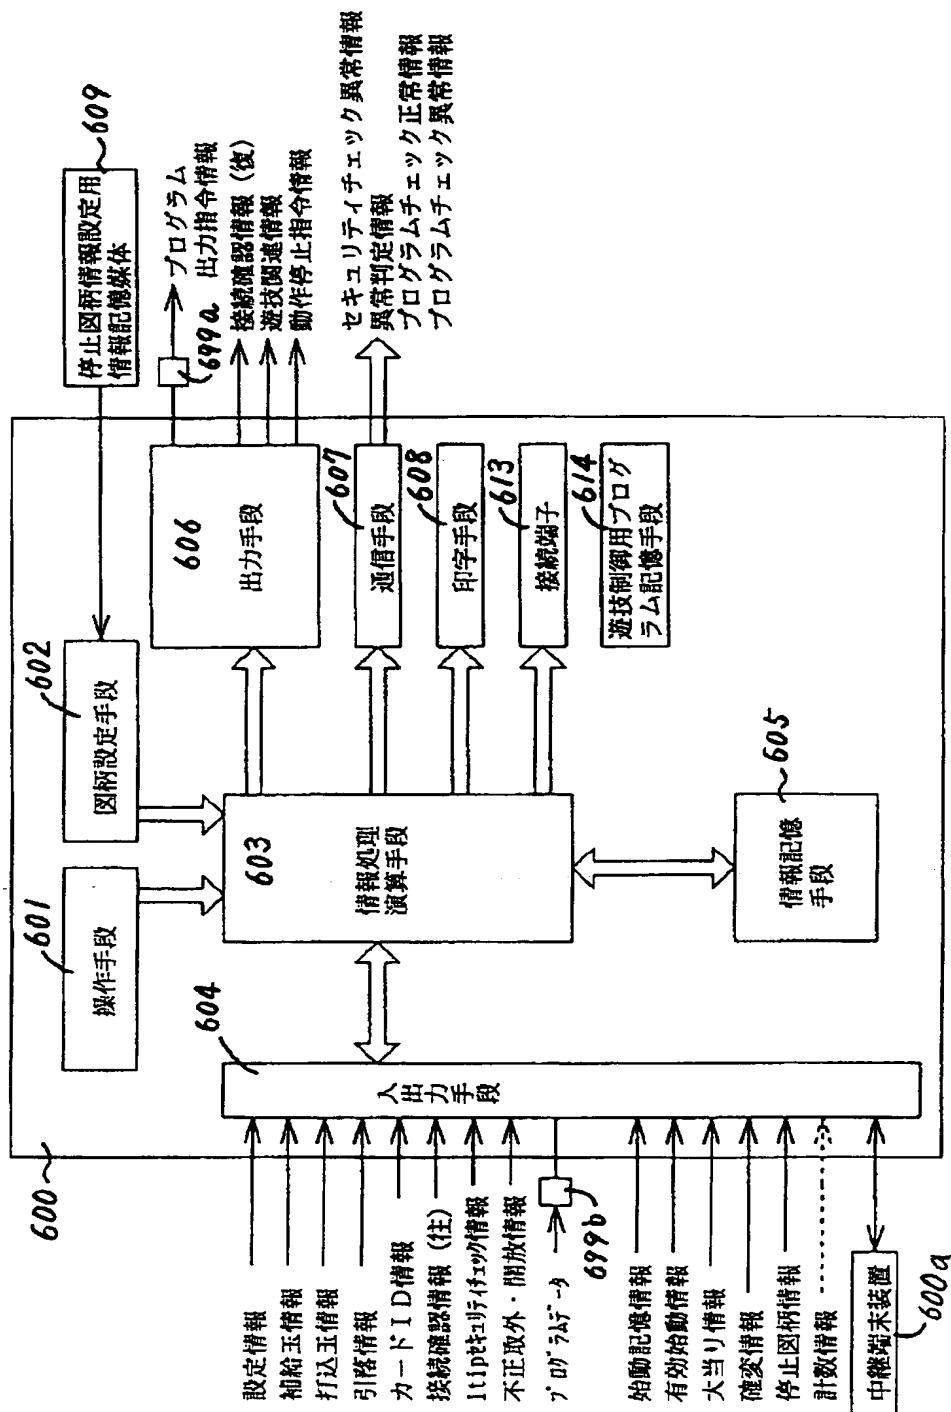 600
設定情報
補給玉情報
打込玉情報
引落情報
カードＩＤ情報
接続確認情報（往）
1tipセキュリティチェック情報
不正取外・開放情報
プログラムデータ
699b
始動記憶情報
有効始動情報
大当り情報
確変情報
停止図柄情報
計数情報
中継端末装置
600a
604
入出力手段
601
操作手段
602
図柄設定手段
603
情報処理
演算手段
605
情報記憶
手段
606
出力手段
607
通信手段
608
印字手段
613
接続端子
614
遊技制御用プログ
ラム記憶手段
609
停止図柄情報設定用
情報記憶媒体
プログラム
出力指令情報
699a
接続確認情報（復）
遊技関連情報
動作停止指令情報
セキュリティチェック異常情報
異常判定情報
プログラムチェック正常情報
プログラムチェック異常情報